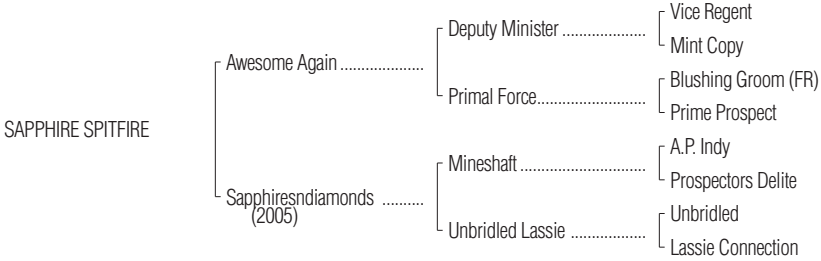 Vice Regent
Deputy Minister ....................
Mint Copy
Awesome Again ....................
Blushing Groom (FR)
Primal Force..........................
Prime Prospect
SAPPHIRE SPITFIRE
A.P. Indy
Mineshaft ..............................
Prospectors Delite
Sapphiresndiamonds ..........
(2005)
Unbridled
Unbridled Lassie ..................
Lassie Connection